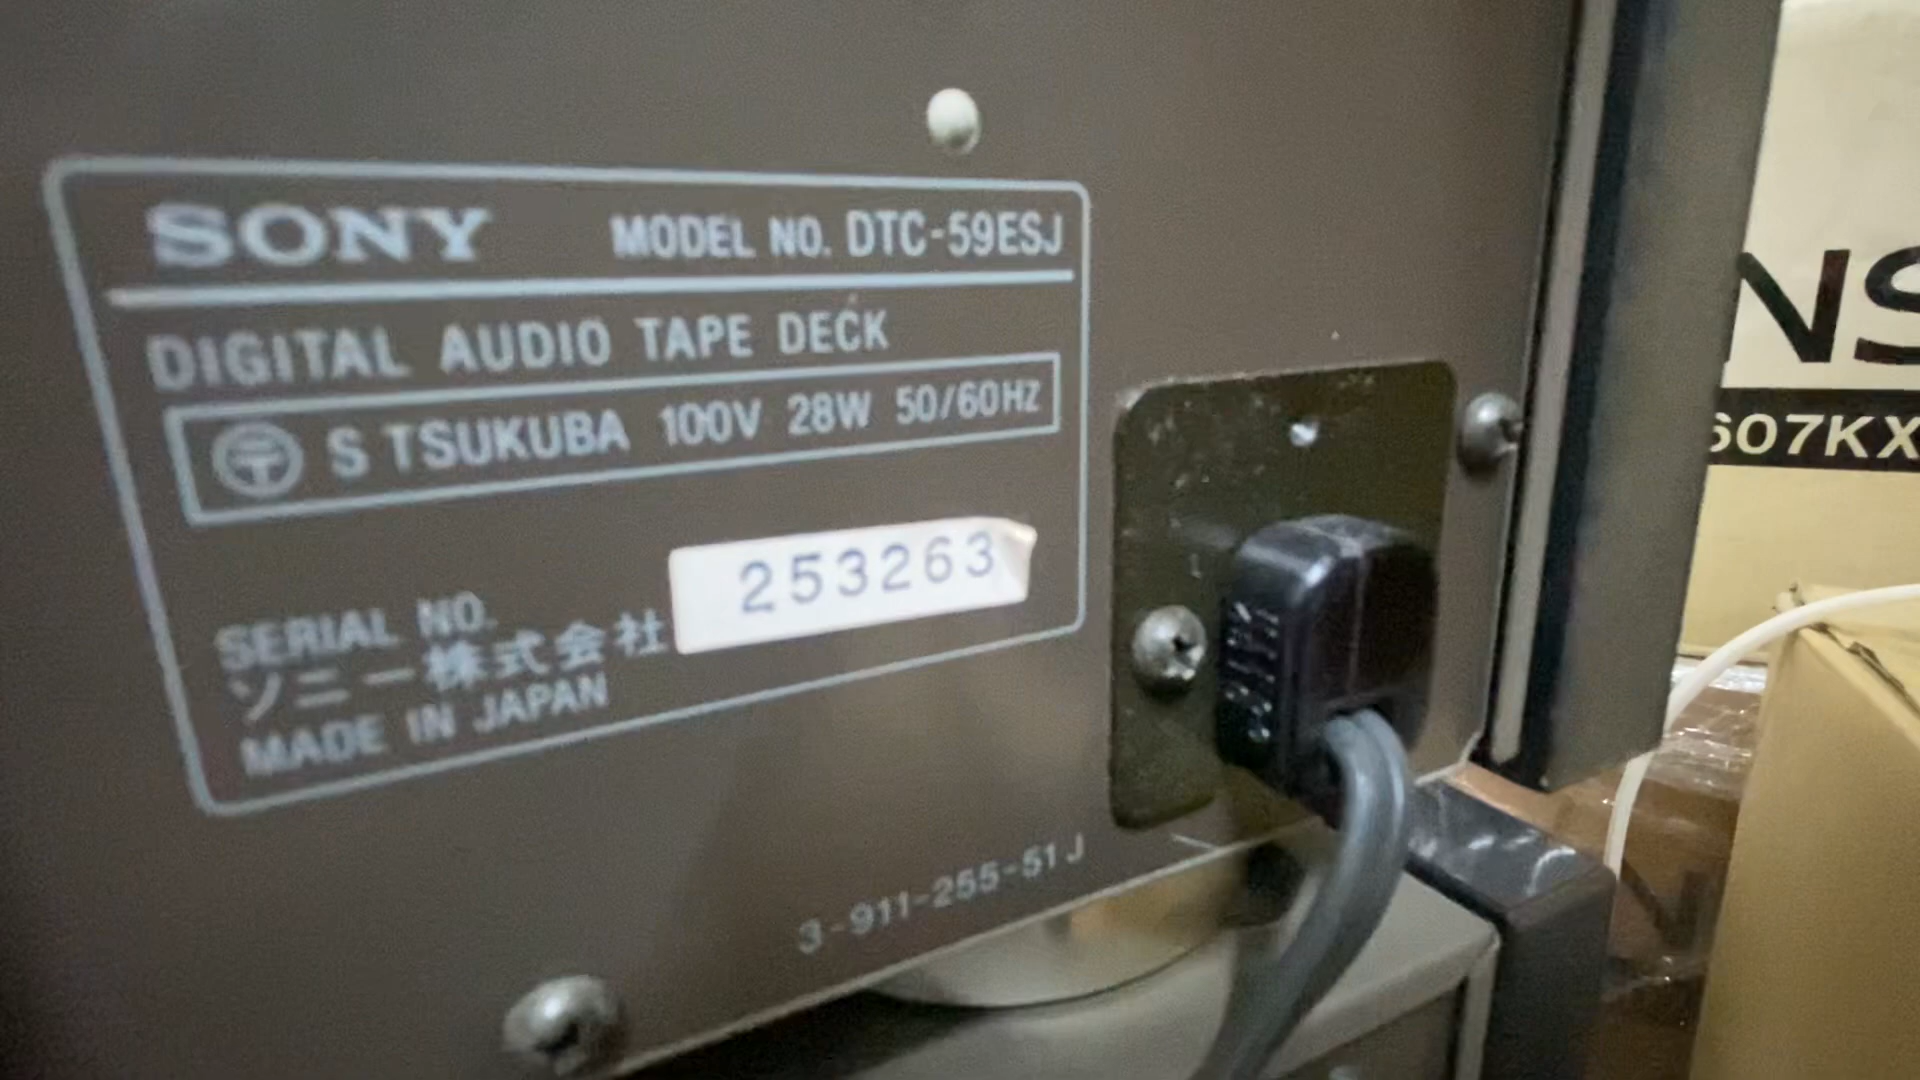 SONY MODEL NO. DTC-59ESJ
DIGITAL AUDIO TAPE DECK
S TSUKUBA 100V 28W 50/60HZ
253263
SERIAL NO.
ソニー株式会社
MADE IN JAPAN
3-911-255-51J
NS
607KX